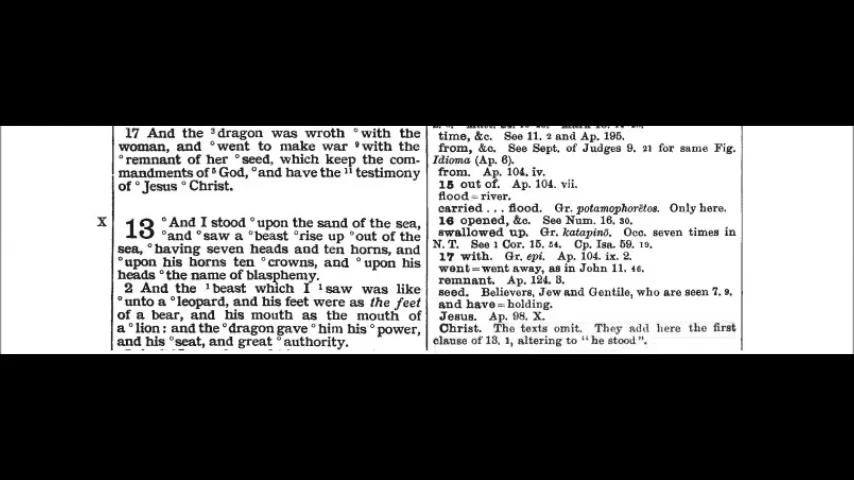 17 And the ³dragon was wroth °with the
woman, and °went to make war ⁹with the
°remnant of her °seed, which keep the com-
mandments of ⁵God, °and have the ¹¹testimony
of °Jesus °Christ.
X
13 °And I stood °upon the sand of the sea,
°and °saw a °beast °rise up °out of the
sea, °having seven heads and ten horns, and
°upon his horns ten °crowns, and °upon his
heads °the name of blasphemy.
2 And the ¹beast which I ¹saw was like
°unto a °leopard, and his feet were as the feet
of a bear, and his mouth as the mouth of
a °lion: and the °dragon gave °him his °power,
and his °seat, and great °authority.
time, &c. See 11. 2 and Ap. 195.
from, &c. See Sept. of Judges 9. 21 for same Fig.
Idioma (Ap. 6).
from. Ap. 104. iv.
15 out of. Ap. 104. vii.
flood=river.
carried . . . flood. Gr. potamophorētos. Only here.
16 opened, &c. See Num. 16. 30.
swallowed up. Gr. katapinō. Occ. seven times in
N. T. See 1 Cor. 15. 54. Cp. Isa. 59. 19.
17 with. Gr. epi. Ap. 104. ix. 2.
went=went away, as in John 11. 46.
remnant. Ap. 124. 3.
seed. Believers, Jew and Gentile, who are seen 7. 9.
and have=holding.
Jesus. Ap. 98. X.
Christ. The texts omit. They add here the first
clause of 13. 1, altering to "he stood".